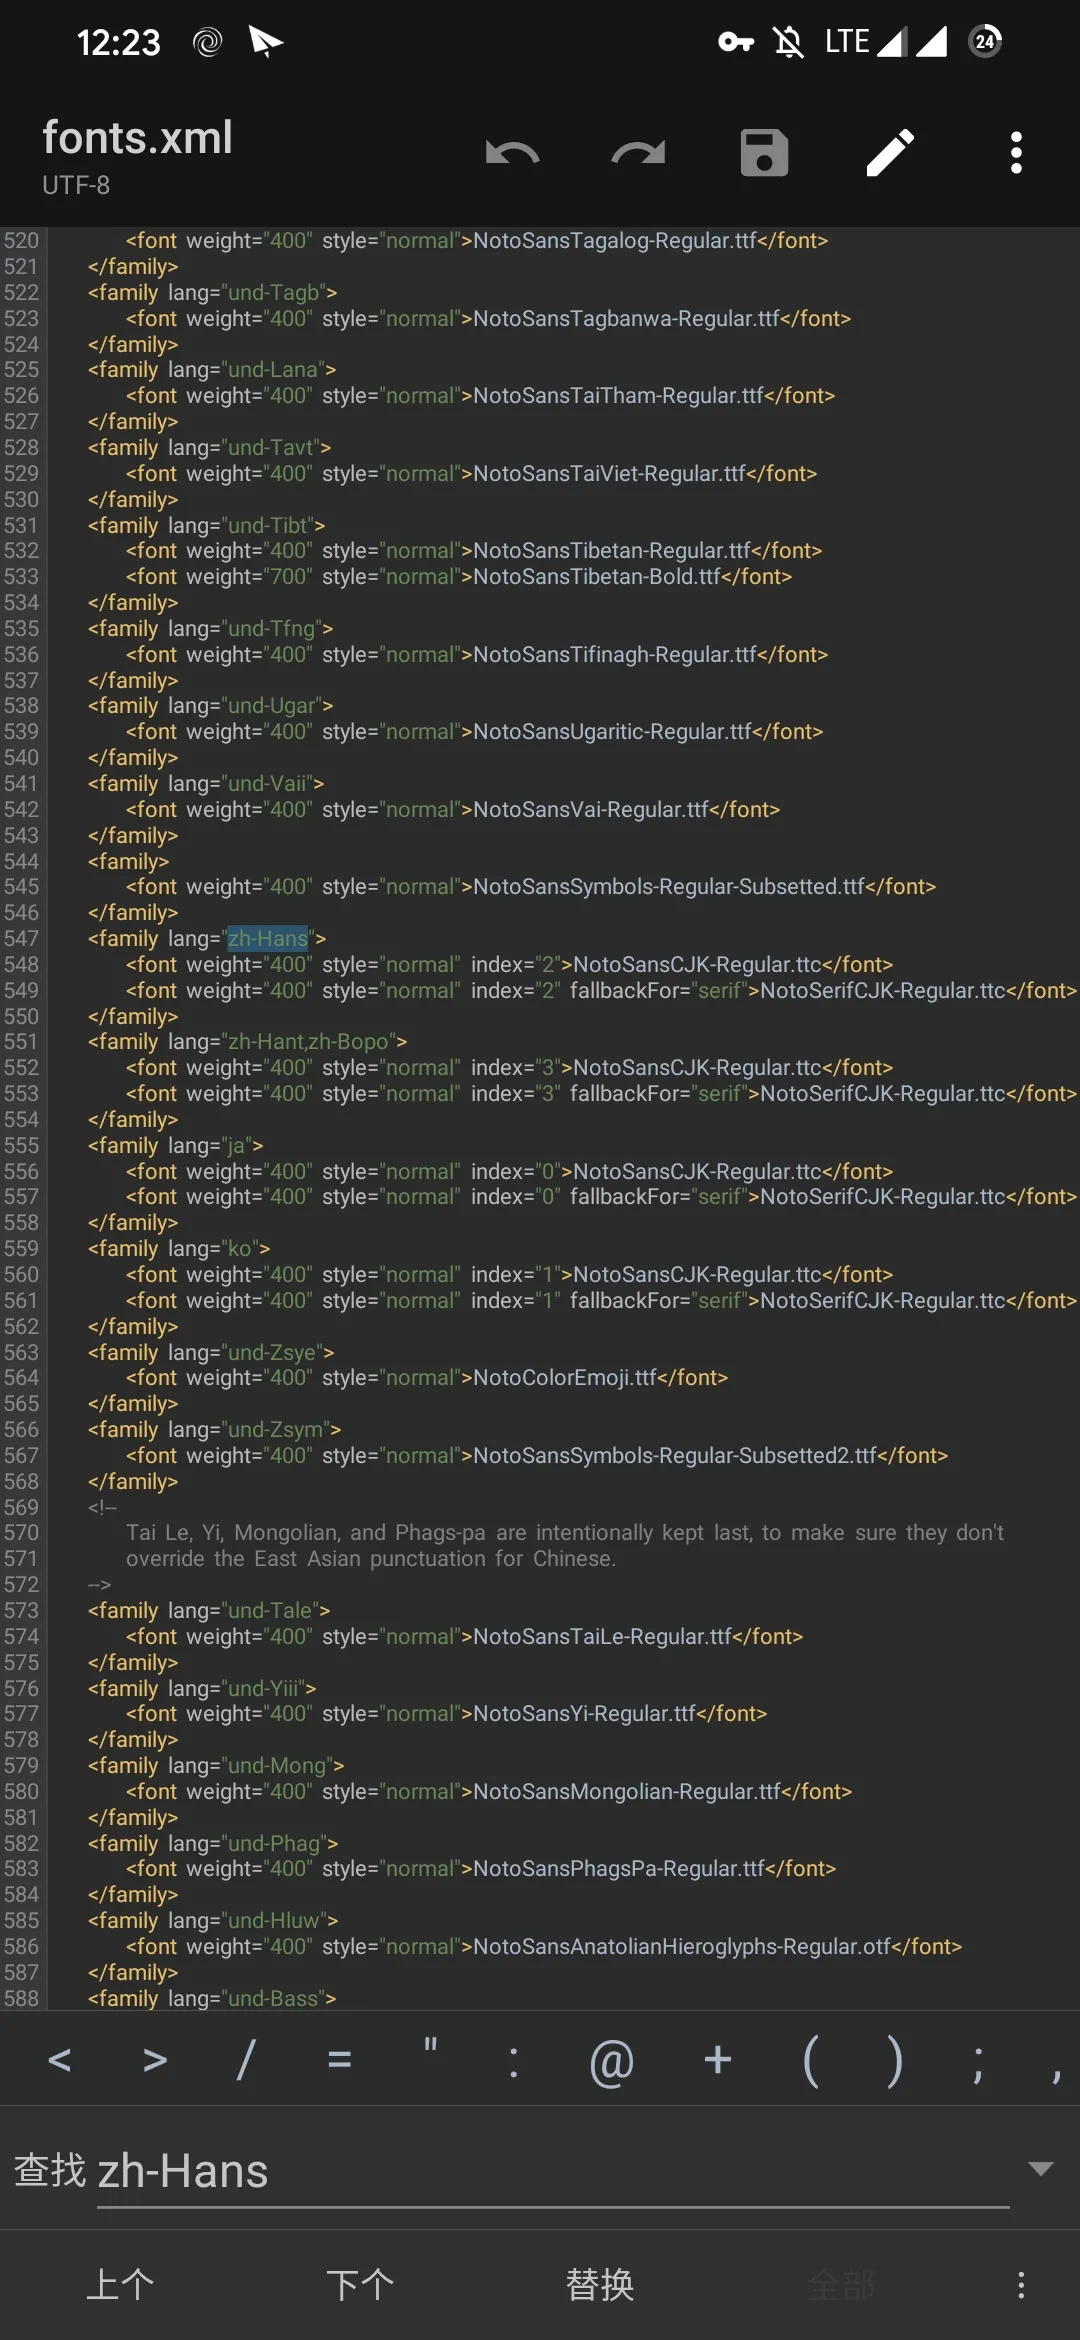 12:23
LTE
24
fonts.xml
UTF-8
520 <font weight="400" style="normal">NotoSansTagalog-Regular.ttf</font>
521 </family>
522 <family lang="und-Tagb">
523 <font weight="400" style="normal">NotoSansTagbanwa-Regular.ttf</font>
524 </family>
525 <family lang="und-Lana">
526 <font weight="400" style="normal">NotoSansTaiTham-Regular.ttf</font>
527 </family>
528 <family lang="und-Tavt">
529 <font weight="400" style="normal">NotoSansTaiViet-Regular.ttf</font>
530 </family>
531 <family lang="und-Tibt">
532 <font weight="400" style="normal">NotoSansTibetan-Regular.ttf</font>
533 <font weight="700" style="normal">NotoSansTibetan-Bold.ttf</font>
534 </family>
535 <family lang="und-Tfng">
536 <font weight="400" style="normal">NotoSansTifinagh-Regular.ttf</font>
537 </family>
538 <family lang="und-Ugar">
539 <font weight="400" style="normal">NotoSansUgaritic-Regular.ttf</font>
540 </family>
541 <family lang="und-Vaii">
542 <font weight="400" style="normal">NotoSansVai-Regular.ttf</font>
543 </family>
544 <family>
545 <font weight="400" style="normal">NotoSansSymbols-Regular-Subsetted.ttf</font>
546 </family>
547 <family lang="zh-Hans">
548 <font weight="400" style="normal" index="2">NotoSansCJK-Regular.ttc</font>
549 <font weight="400" style="normal" index="2" fallbackFor="serif">NotoSerifCJK-Regular.ttc</font>
550 </family>
551 <family lang="zh-Hant,zh-Bopo">
552 <font weight="400" style="normal" index="3">NotoSansCJK-Regular.ttc</font>
553 <font weight="400" style="normal" index="3" fallbackFor="serif">NotoSerifCJK-Regular.ttc</font>
554 </family>
555 <family lang="ja">
556 <font weight="400" style="normal" index="0">NotoSansCJK-Regular.ttc</font>
557 <font weight="400" style="normal" index="0" fallbackFor="serif">NotoSerifCJK-Regular.ttc</font>
558 </family>
559 <family lang="ko">
560 <font weight="400" style="normal" index="1">NotoSansCJK-Regular.ttc</font>
561 <font weight="400" style="normal" index="1" fallbackFor="serif">NotoSerifCJK-Regular.ttc</font>
562 </family>
563 <family lang="und-Zsye">
564 <font weight="400" style="normal">NotoColorEmoji.ttf</font>
565 </family>
566 <family lang="und-Zsym">
567 <font weight="400" style="normal">NotoSansSymbols-Regular-Subsetted2.ttf</font>
568 </family>
569 <!--
570 Tai Le, Yi, Mongolian, and Phags-pa are intentionally kept last, to make sure they don't
571 override the East Asian punctuation for Chinese.
572 -->
573 <family lang="und-Tale">
574 <font weight="400" style="normal">NotoSansTaiLe-Regular.ttf</font>
575 </family>
576 <family lang="und-Yiii">
577 <font weight="400" style="normal">NotoSansYi-Regular.ttf</font>
578 </family>
579 <family lang="und-Mong">
580 <font weight="400" style="normal">NotoSansMongolian-Regular.ttf</font>
581 </family>
582 <family lang="und-Phag">
583 <font weight="400" style="normal">NotoSansPhagsPa-Regular.ttf</font>
584 </family>
585 <family lang="und-Hluw">
586 <font weight="400" style="normal">NotoSansAnatolianHieroglyphs-Regular.otf</font>
587 </family>
588 <family lang="und-Bass">
< > / = " : @ + ( ) ; ,
查找 zh-Hans
上个 下个 替换 全部